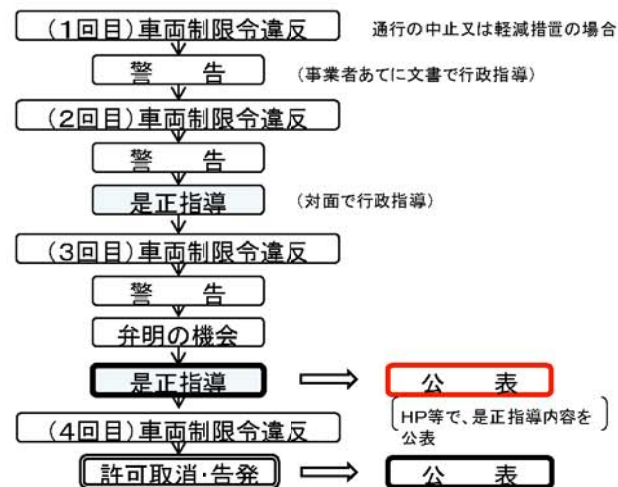 (1回目)車両制限令違反 通行の中止又は軽減措置の場合
警 告 (事業者あてに文書で行政指導)
(2回目)車両制限令違反
警 告
是正指導 (対面で行政指導)
(3回目)車両制限令違反
警 告
弁明の機会
是正指導 公 表
HP等で、是正指導内容を
公表
(4回目)車両制限令違反
許可取消・告発 公 表